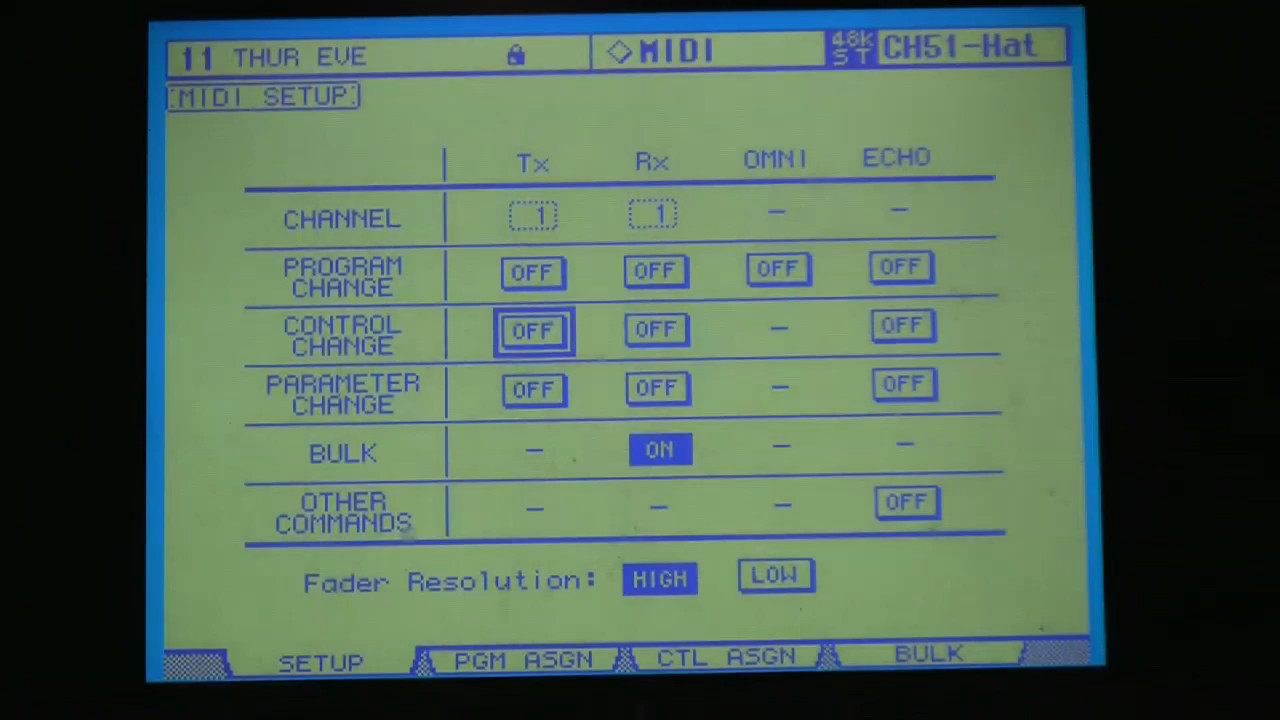 11 THUR EVE ◇MIDI 48K ST CH51-Hat
MIDI SETUP
Tx Rx OMNI ECHO
CHANNEL 1 1 - -
PROGRAM CHANGE OFF OFF OFF OFF
CONTROL CHANGE OFF OFF - OFF
PARAMETER CHANGE OFF OFF - OFF
BULK - ON - -
OTHER COMMANDS - - - OFF
Fader Resolution: HIGH LOW
SETUP PGM ASGN CTL ASGN BULK